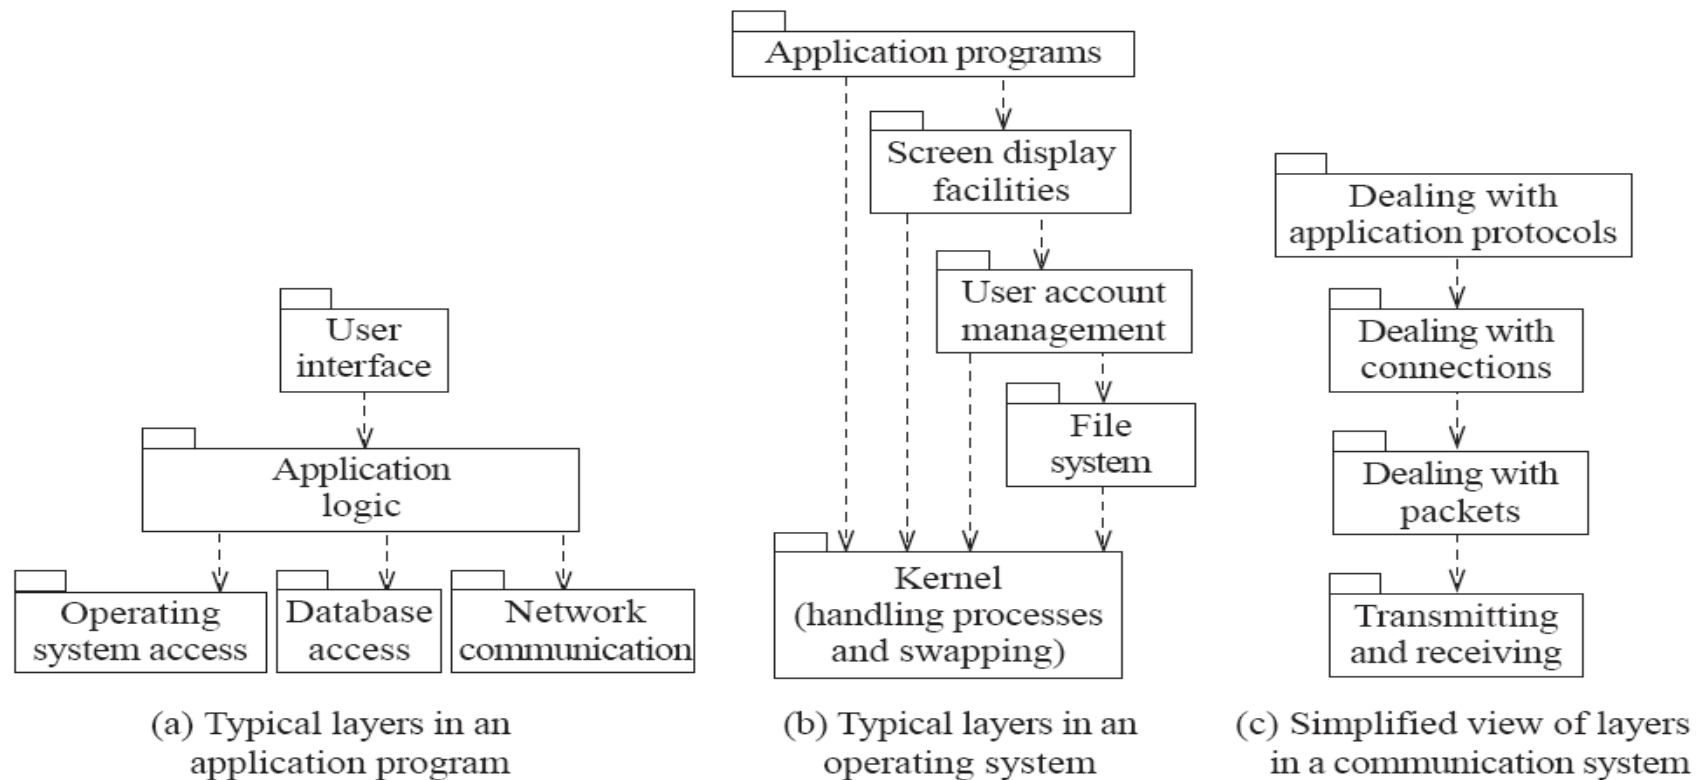 User
interface
Application
logic
Operating
system access
Database
access
Network
communication
(a) Typical layers in an
application program
Application programs
Screen display
facilities
User account
management
File
system
Kernel
(handling processes
and swapping)
(b) Typical layers in an
operating system
Dealing with
application protocols
Dealing with
connections
Dealing with
packets
Transmitting
and receiving
(c) Simplified view of layers
in a communication system